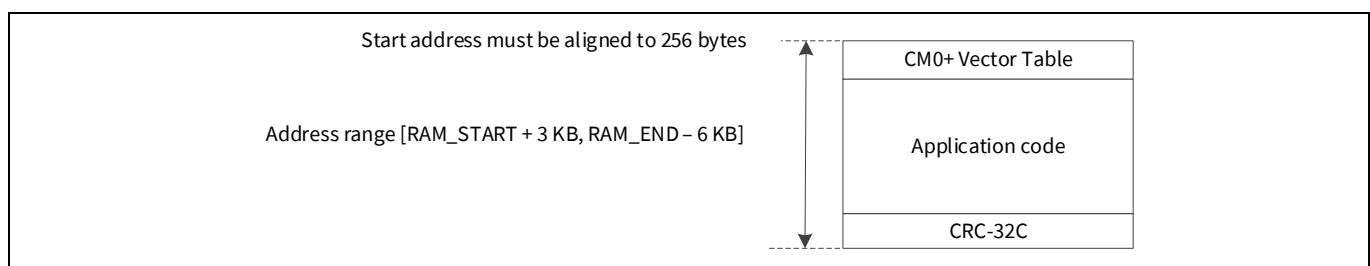 Start address must be aligned to 256 bytes
CM0+ Vector Table
Address range [RAM_START + 3 KB, RAM_END – 6 KB]
Application code
CRC-32C